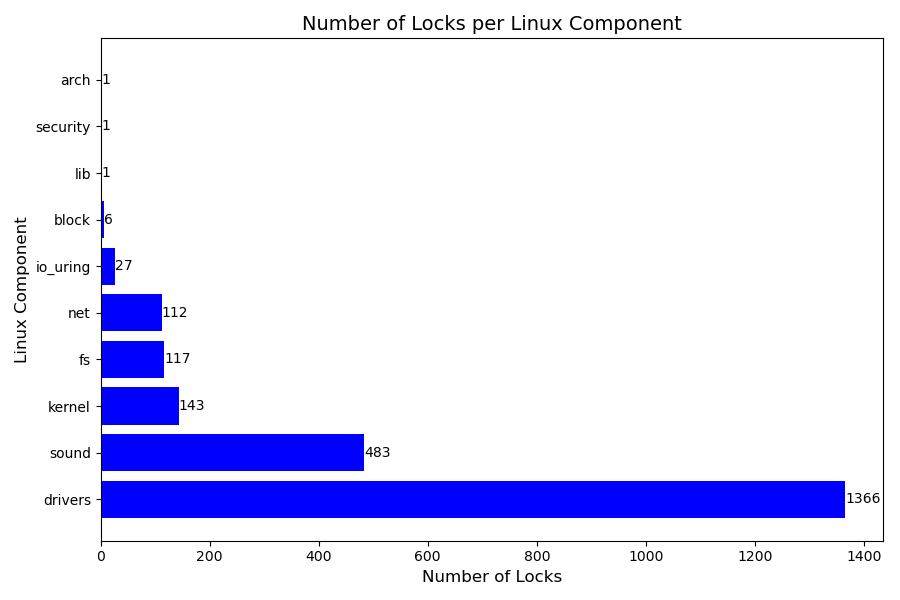 Number of Locks per Linux Component
arch 1
security 1
lib 1
block 6
io_uring 27
net 112
fs 117
kernel 143
sound 483
drivers 1366
0 200 400 600 800 1000 1200 1400
Number of Locks
Linux Component